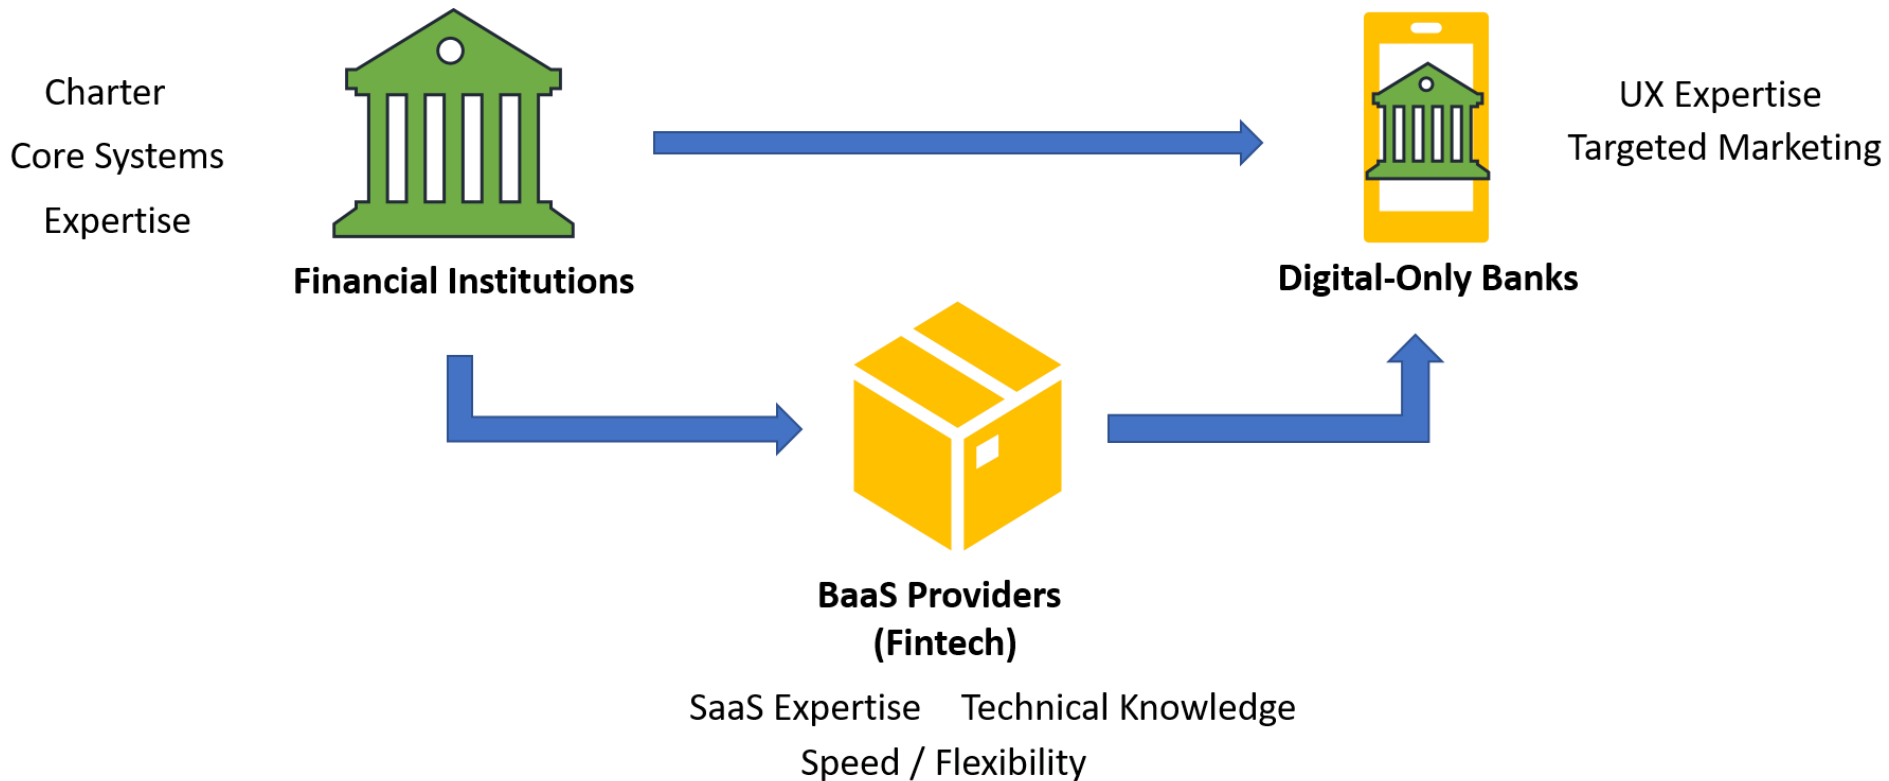 Charter
Core Systems
Expertise
Financial Institutions
UX Expertise
Targeted Marketing
Digital-Only Banks
BaaS Providers
(Fintech)
SaaS Expertise Technical Knowledge
Speed / Flexibility